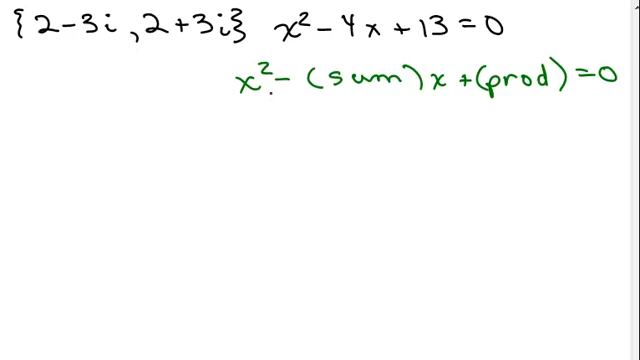 {2-3i, 2+3i} x²-4x+13=0
x²-(sum)x+(prod)=0